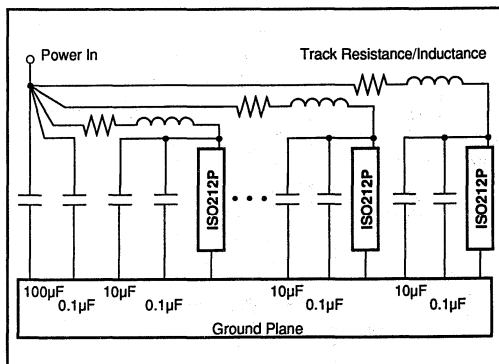 Power In
Track Resistance/Inductance
ISO212P
ISO212P
ISO212P
100µF 10µF 10µF 10µF
0.1µF 0.1µF 0.1µF 0.1µF
Ground Plane